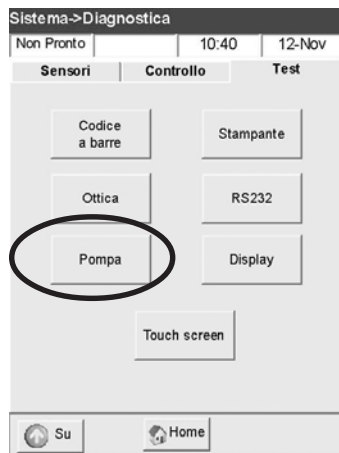 Sistema->Diagnostica
Non Pronto 10:40 12-Nov
Sensori Controllo Test
Codice
a barre
Stampante
Ottica RS232
Pompa Display
Touch screen
Su Home